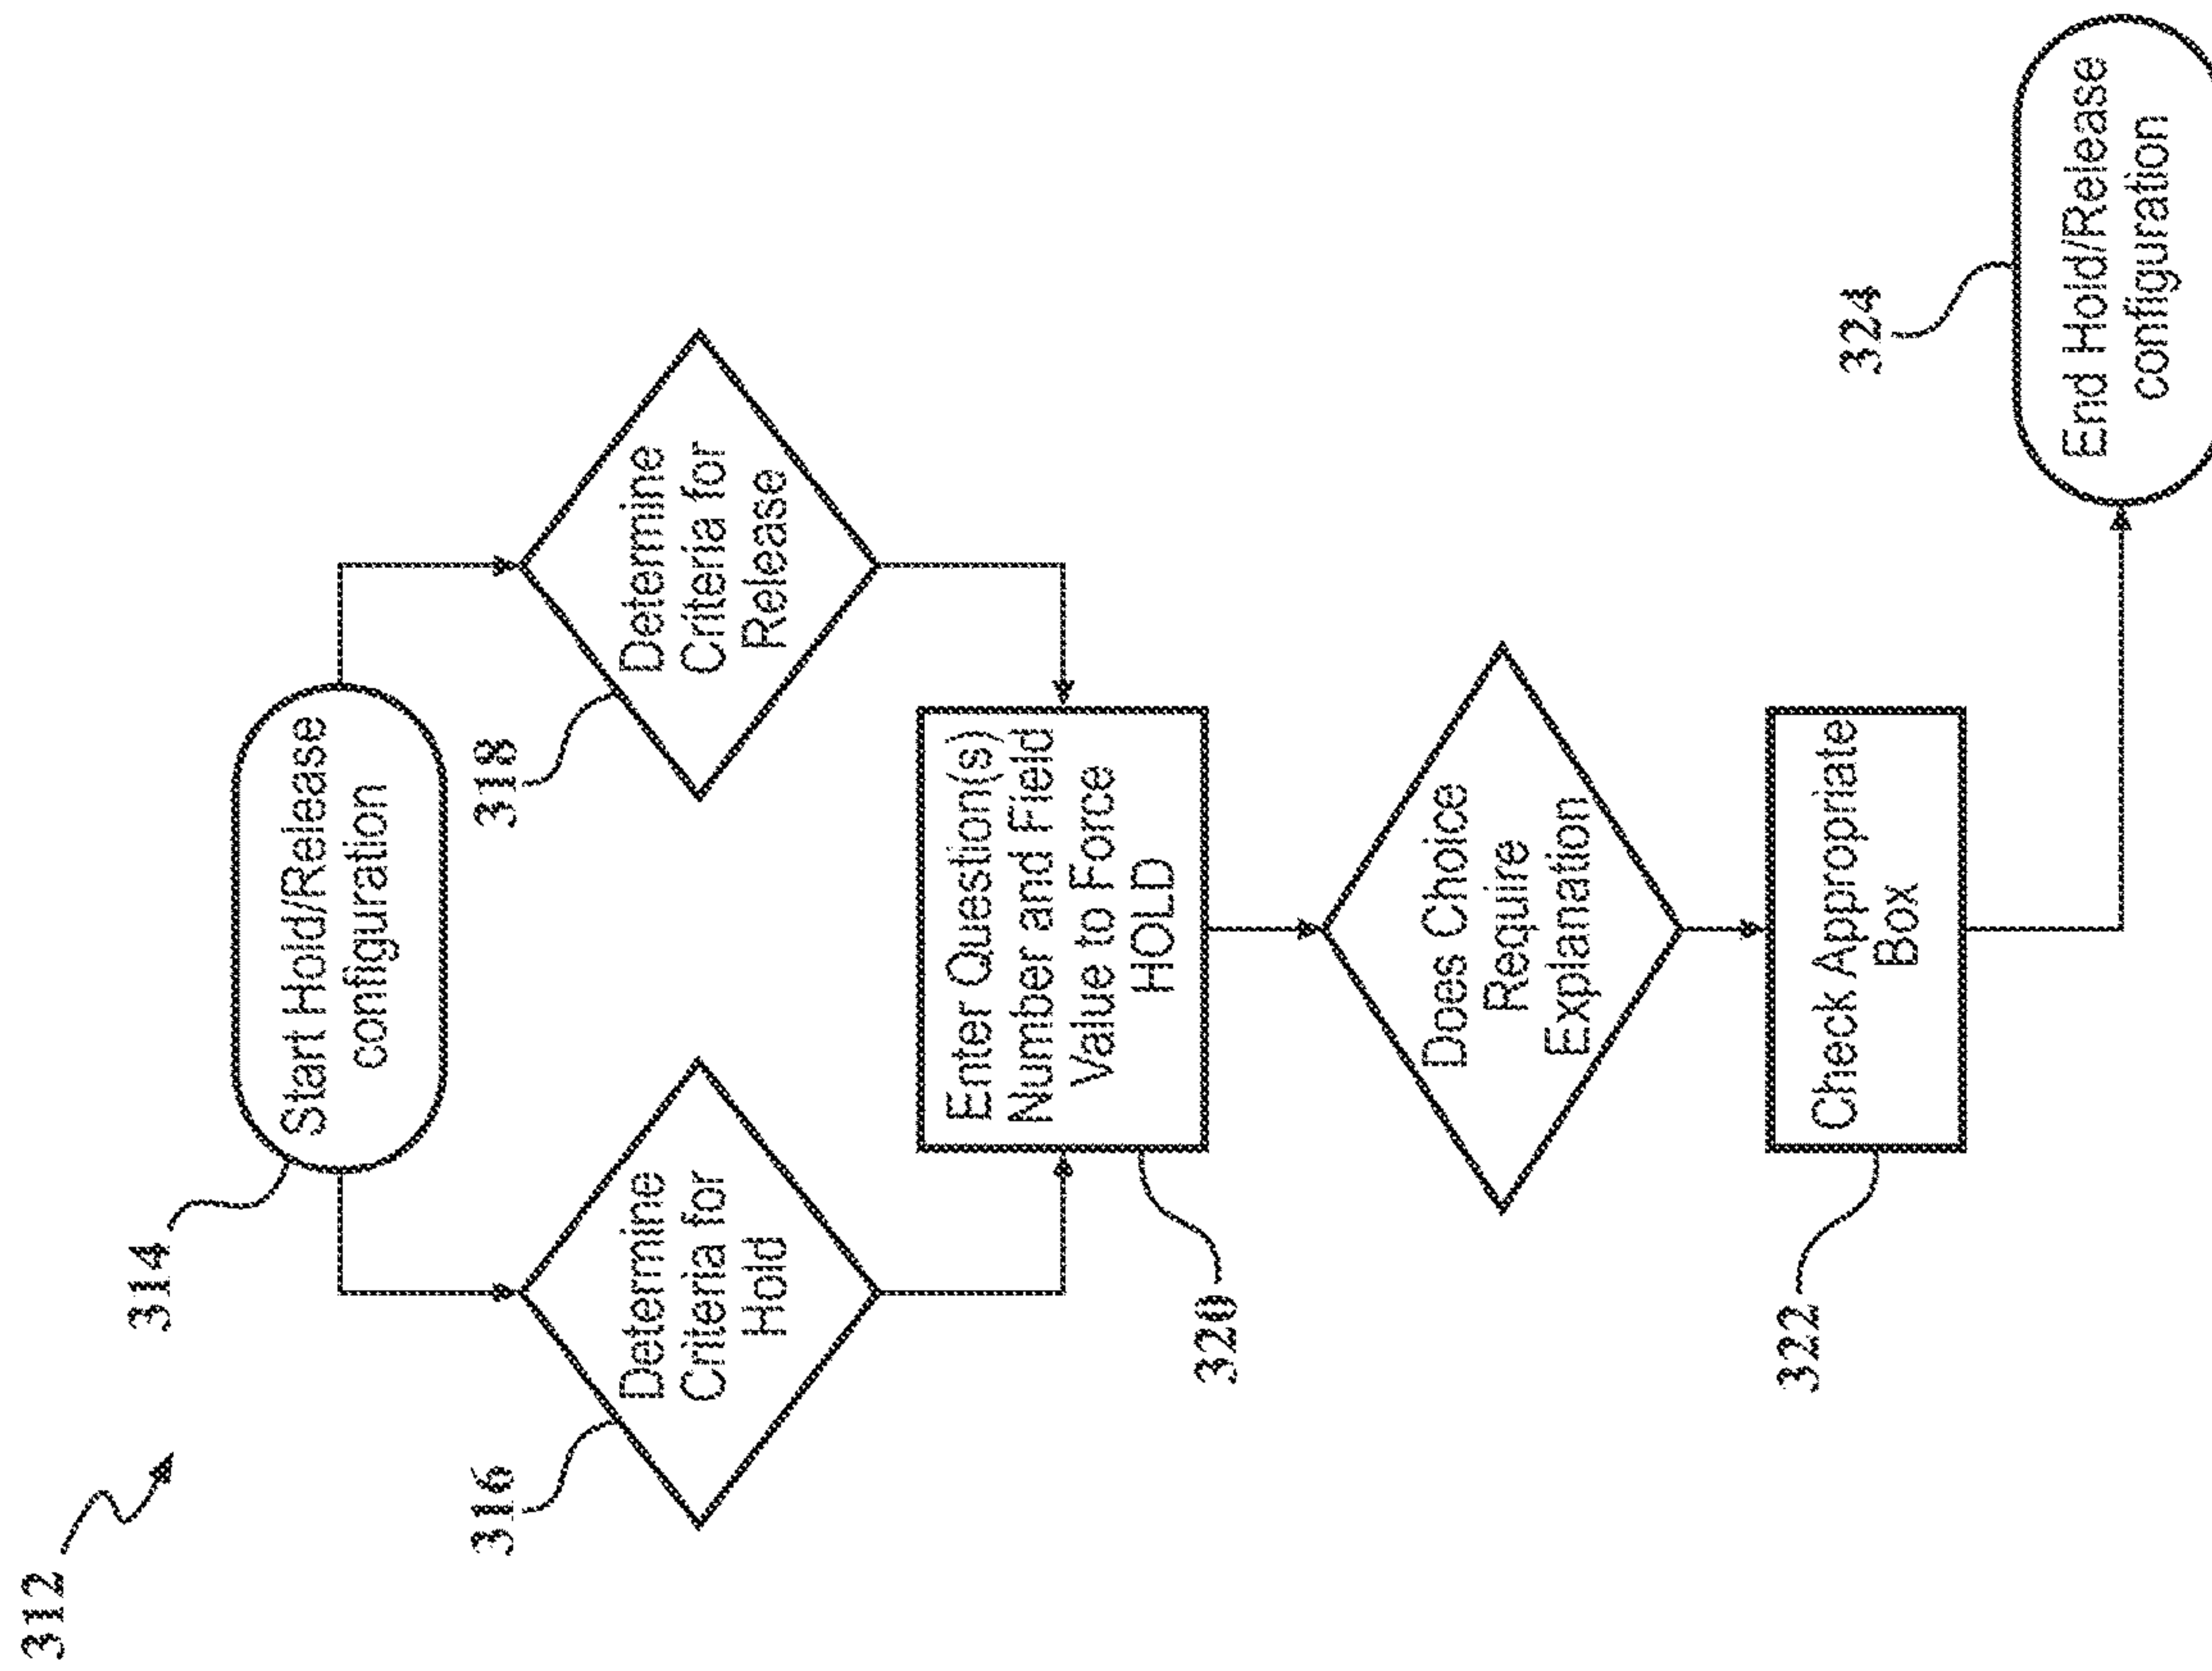 312
314
Start Hold/Release
configuration
316
Determine
Criteria for
Hold
318
Determine
Criteria for
Release
320
Enter Question(s)
Number and Field
Value to Force
HOLD
Does Choice
Require
Explanation
322
Check Appropriate
Box
324
End Hold/Release
configuration